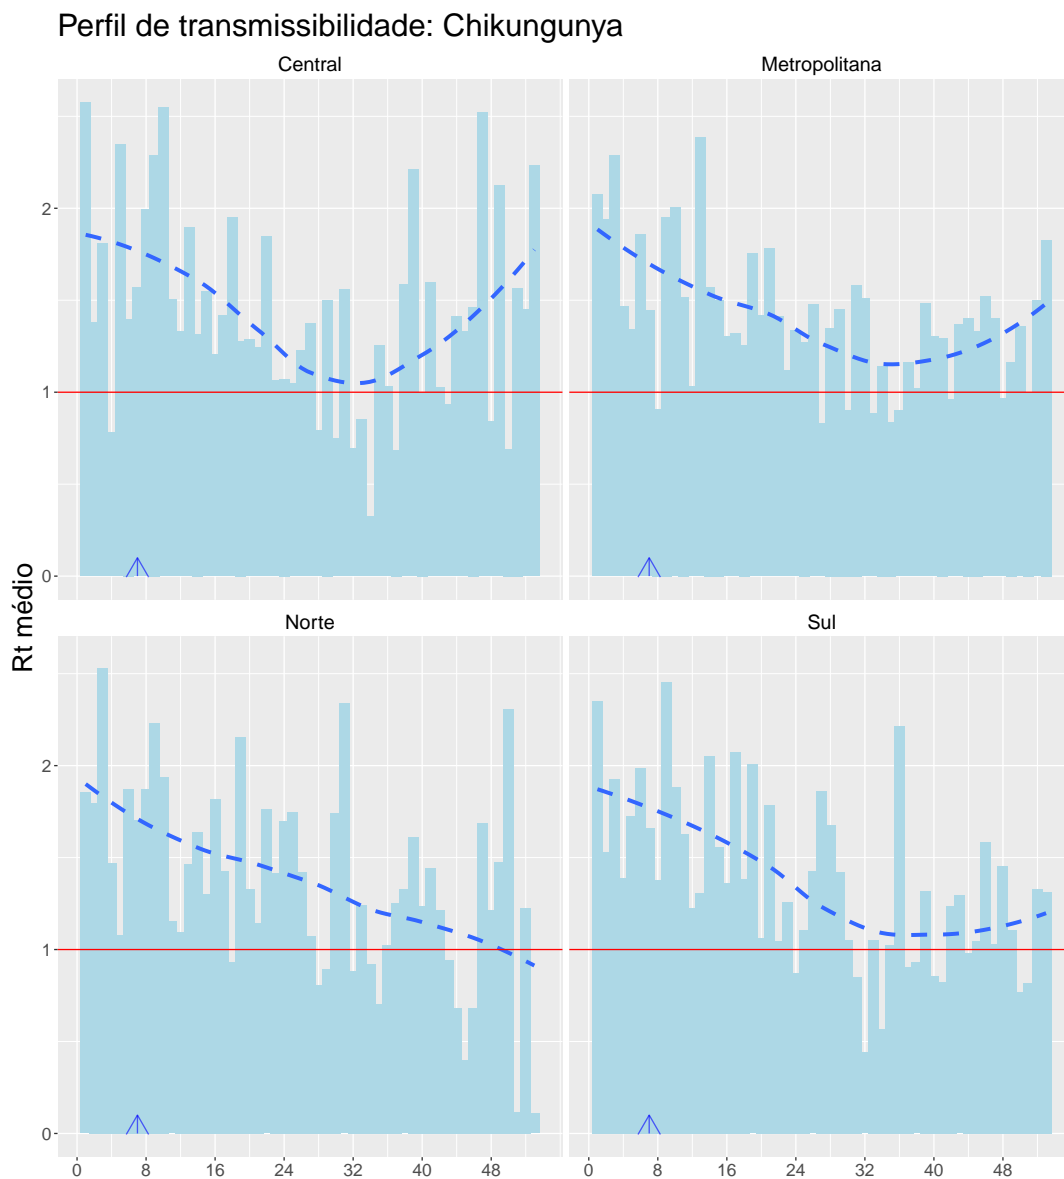 Perfil de transmissibilidade: Chikungunya
Central
Metropolitana
2
1
0
Rt médio
Norte
Sul
2
1
0
0 8 16 24 32 40 48
0 8 16 24 32 40 48